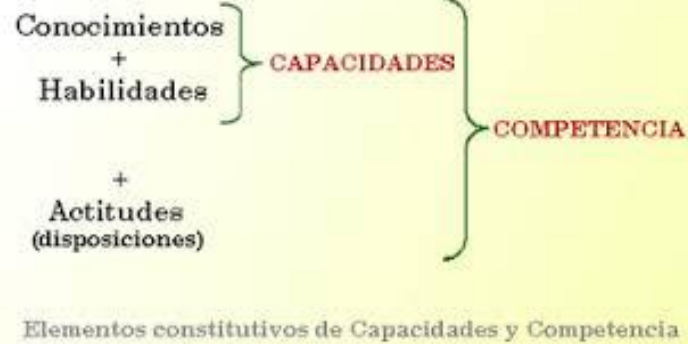 Conocimientos
+
Habilidades
CAPACIDADES
COMPETENCIA
+
Actitudes
(disposiciones)
Elementos constitutivos de Capacidades y Competencia